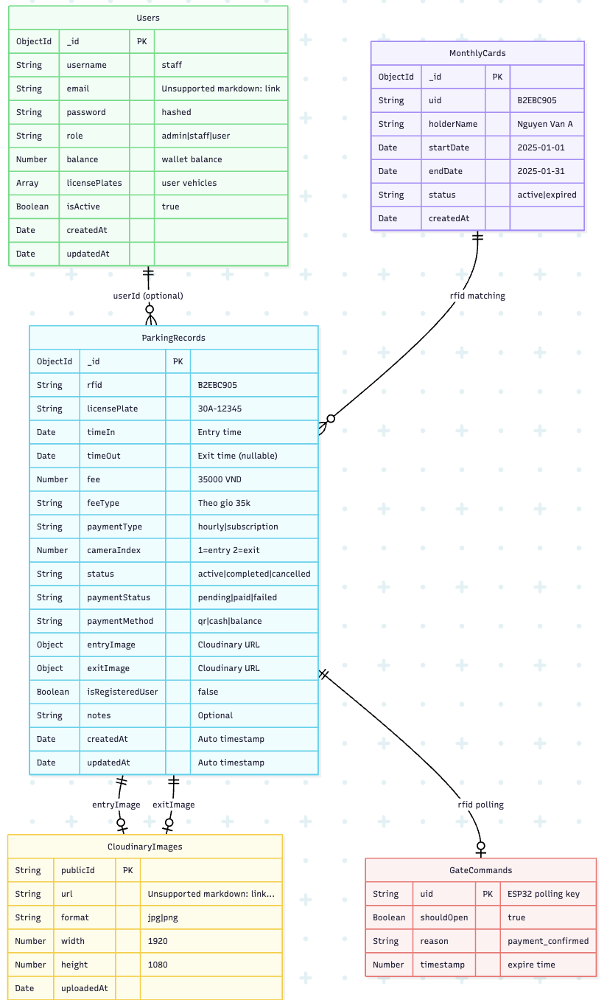 Users
ObjectId _id PK
String username staff
String email Unsupported markdown: link
String password hashed
String role admin|staff|user
Number balance wallet balance
Array licensePlates user vehicles
Boolean isActive true
Date createdAt
Date updatedAt
MonthlyCards
ObjectId _id PK
String uid B2EBC905
String holderName Nguyen Van A
Date startDate 2025-01-01
Date endDate 2025-01-31
String status active|expired
Date createdAt
userId (optional)
rfid matching
ParkingRecords
ObjectId _id PK
String rfid B2EBC905
String licensePlate 30A-12345
Date timeIn Entry time
Date timeOut Exit time (nullable)
Number fee 35000 VND
String feeType Theo gio 35k
String paymentType hourly|subscription
Number cameraIndex 1=entry 2=exit
String status active|completed|cancelled
String paymentStatus pending|paid|failed
String paymentMethod qr|cash|balance
Object entryImage Cloudinary URL
Object exitImage Cloudinary URL
Boolean isRegisteredUser false
String notes Optional
Date createdAt Auto timestamp
Date updatedAt Auto timestamp
entryImage exitImage
rfid polling
CloudinaryImages
String publicId PK
String url Unsupported markdown: link...
String format jpg|png
Number width 1920
Number height 1080
Date uploadedAt
GateCommands
String uid PK ESP32 polling key
Boolean shouldOpen true
String reason payment_confirmed
Number timestamp expire time